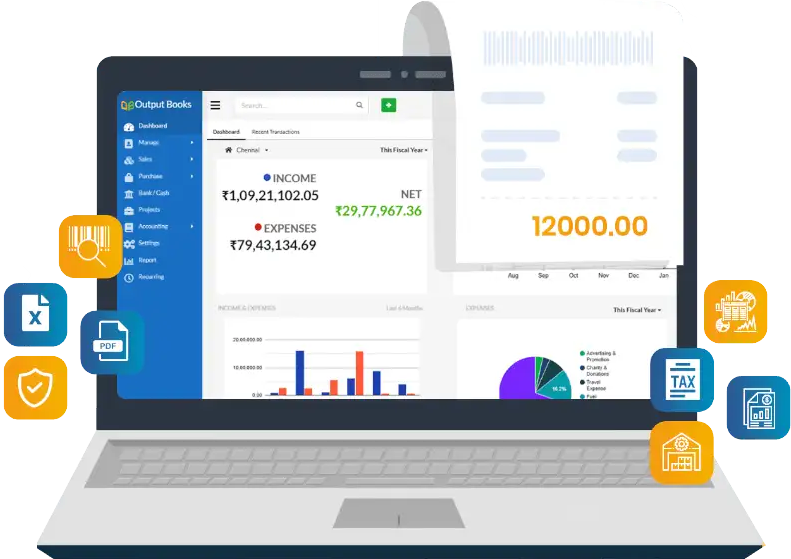 Output Books
Search...
Dashboard
Manage
Sales
Purchase
Bank / Cash
Projects
Accounting
Settings
Report
Recurring
Dashboard
Recent Transactions
Chennai
This Fiscal Year
INCOME
₹1,09,21,102.05
NET
₹29,77,967.36
EXPENSES
₹79,43,134.69
12000.00
Aug Sep Oct Nov Dec Jan
INCOME & EXPENSES
Last 6 Months
20,00,000.00
10,00,000.00
0.00
EXPENSES
This Fiscal Year
Advertising &
Promotion
Charity &
Donations
Travel
Expense
Fuel
X
PDF
TAX